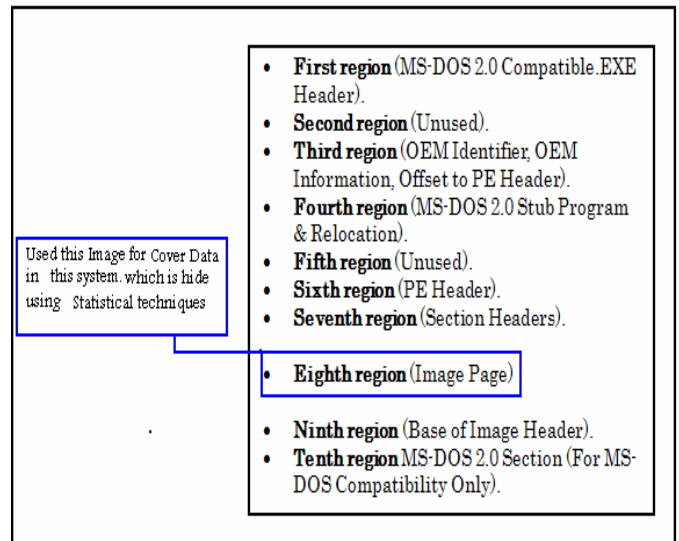 • First region (MS-DOS 2.0 Compatible.EXE
Header).
• Second region (Unused).
• Third region (OEM Identifier, OEM
Information, Offset to PE Header).
• Fourth region (MS-DOS 2.0 Stub Program
& Relocation).
• Fifth region (Unused).
• Sixth region (PE Header).
• Seventh region (Section Headers).
Used this Image for Cover Data
in this system. which is hide
using Statistical techniques
• Eighth region (Image Page)
• Ninth region (Base of Image Header).
• Tenth region MS-DOS 2.0 Section (For MS-
DOS Compatibility Only).